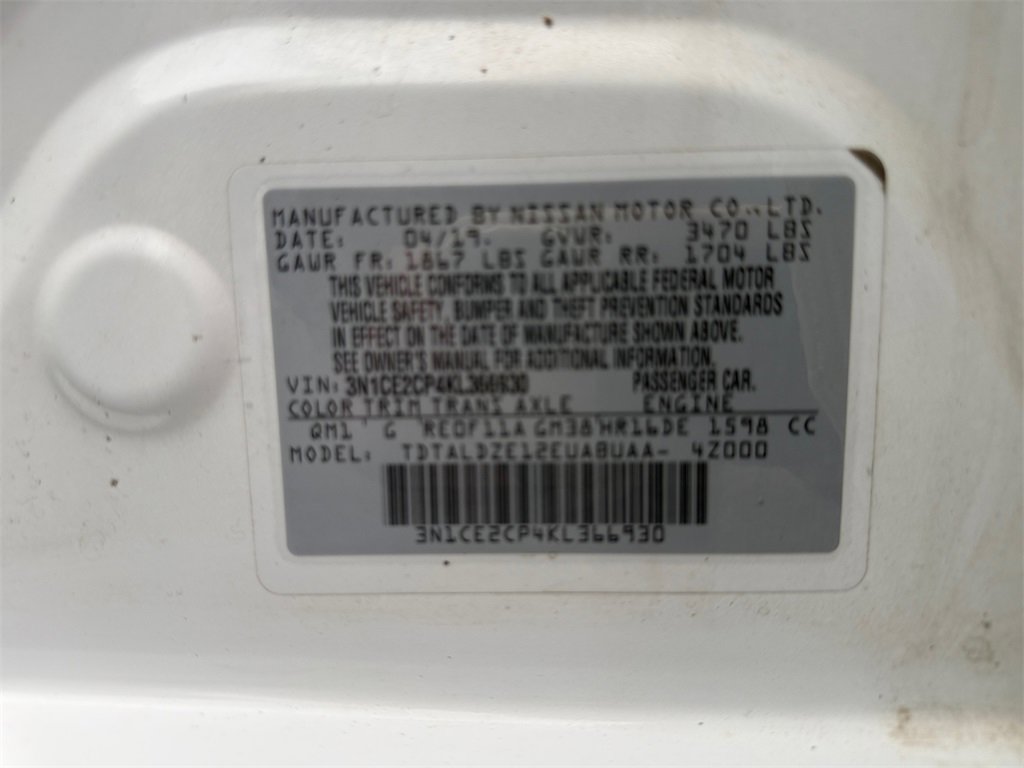 MANUFACTURED BY NISSAN MOTOR CO.,LTD.
DATE: 04/19. GVWR: 3470 LBS
GAWR FR: 1867 LBS GAWR RR: 1704 LBS
THIS VEHICLE CONFORMS TO ALL APPLICABLE FEDERAL MOTOR
VEHICLE SAFETY, BUMPER AND THEFT PREVENTION STANDARDS
IN EFFECT ON THE DATE OF MANUFACTURE SHOWN ABOVE.
SEE OWNER'S MANUAL FOR ADDITIONAL INFORMATION.
VIN: 3N1CE2CP4KL366930 PASSENGER CAR.
COLOR TRIM TRANS AXLE ENGINE
QM1 G RE0F11A GM38 HR16DE 1598 CC
MODEL: TDTALDZE12EUABUAA- 4Z000
3N1CE2CP4KL366930